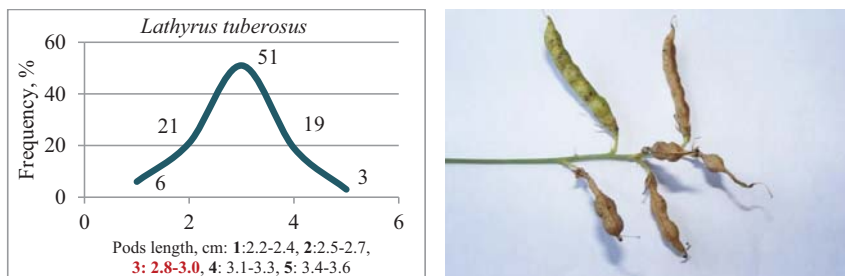 Lathyrus tuberosus
Frequency, %
60
40
20
0
6
21
51
19
3
0 2 4 6
Pods length, cm: 1:2.2-2.4, 2:2.5-2.7,
3: 2.8-3.0, 4: 3.1-3.3, 5: 3.4-3.6